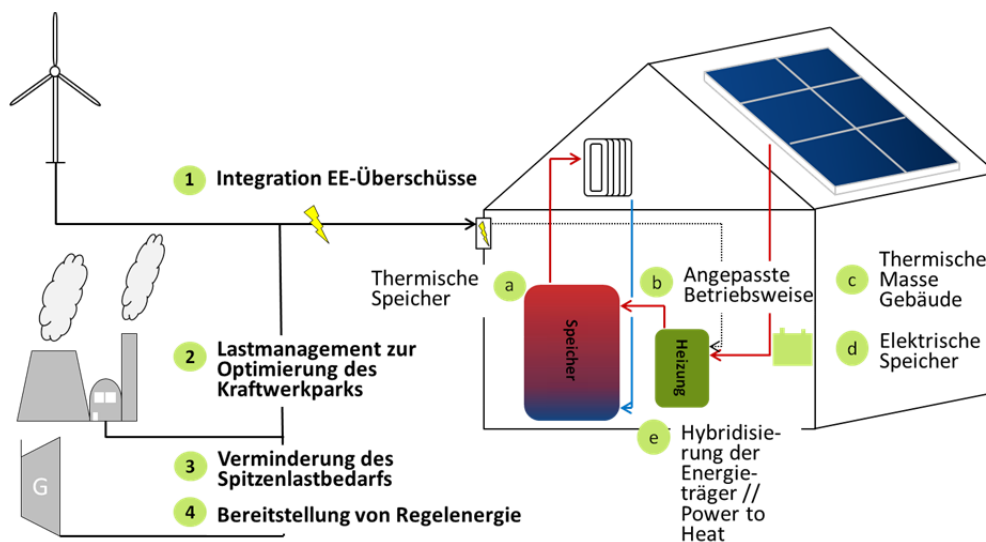 1 Integration EE-Überschüsse
2 Lastmanagement zur
Optimierung des
Kraftwerkparks
3 Verminderung des
Spitzenlastbedarfs
4 Bereitstellung von Regelenergie
G
Thermische
Speicher
a
Speicher
b Angepasste
Betriebsweise
Heizung
c Thermische
Masse
Gebäude
d Elektrische
Speicher
e Hybridisie-
rung der
Energie-
träger //
Power to
Heat